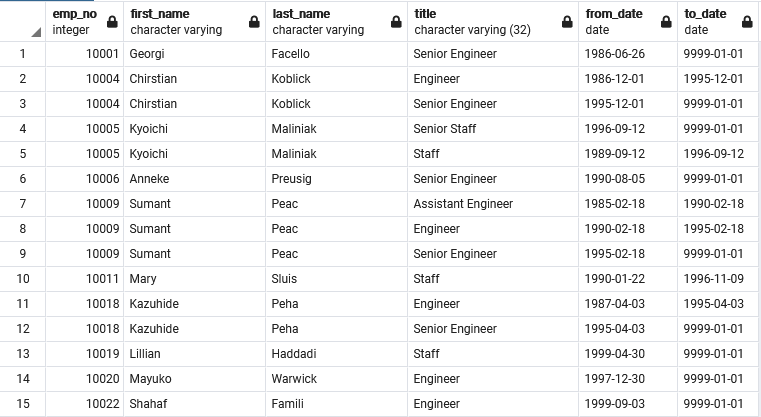 emp_no first_name last_name title from_date to_date
integer character varying character varying character varying (32) date date
1 10001 Georgi Facello Senior Engineer 1986-06-26 9999-01-01
2 10004 Chirstian Koblick Engineer 1986-12-01 1995-12-01
3 10004 Chirstian Koblick Senior Engineer 1995-12-01 9999-01-01
4 10005 Kyoichi Maliniak Senior Staff 1996-09-12 9999-01-01
5 10005 Kyoichi Maliniak Staff 1989-09-12 1996-09-12
6 10006 Anneke Preusig Senior Engineer 1990-08-05 9999-01-01
7 10009 Sumant Peac Assistant Engineer 1985-02-18 1990-02-18
8 10009 Sumant Peac Engineer 1990-02-18 1995-02-18
9 10009 Sumant Peac Senior Engineer 1995-02-18 9999-01-01
10 10011 Mary Sluis Staff 1990-01-22 1996-11-09
11 10018 Kazuhide Peha Engineer 1987-04-03 1995-04-03
12 10018 Kazuhide Peha Senior Engineer 1995-04-03 9999-01-01
13 10019 Lillian Haddadi Staff 1999-04-30 9999-01-01
14 10020 Mayuko Warwick Engineer 1997-12-30 9999-01-01
15 10022 Shahaf Famili Engineer 1999-09-03 9999-01-01